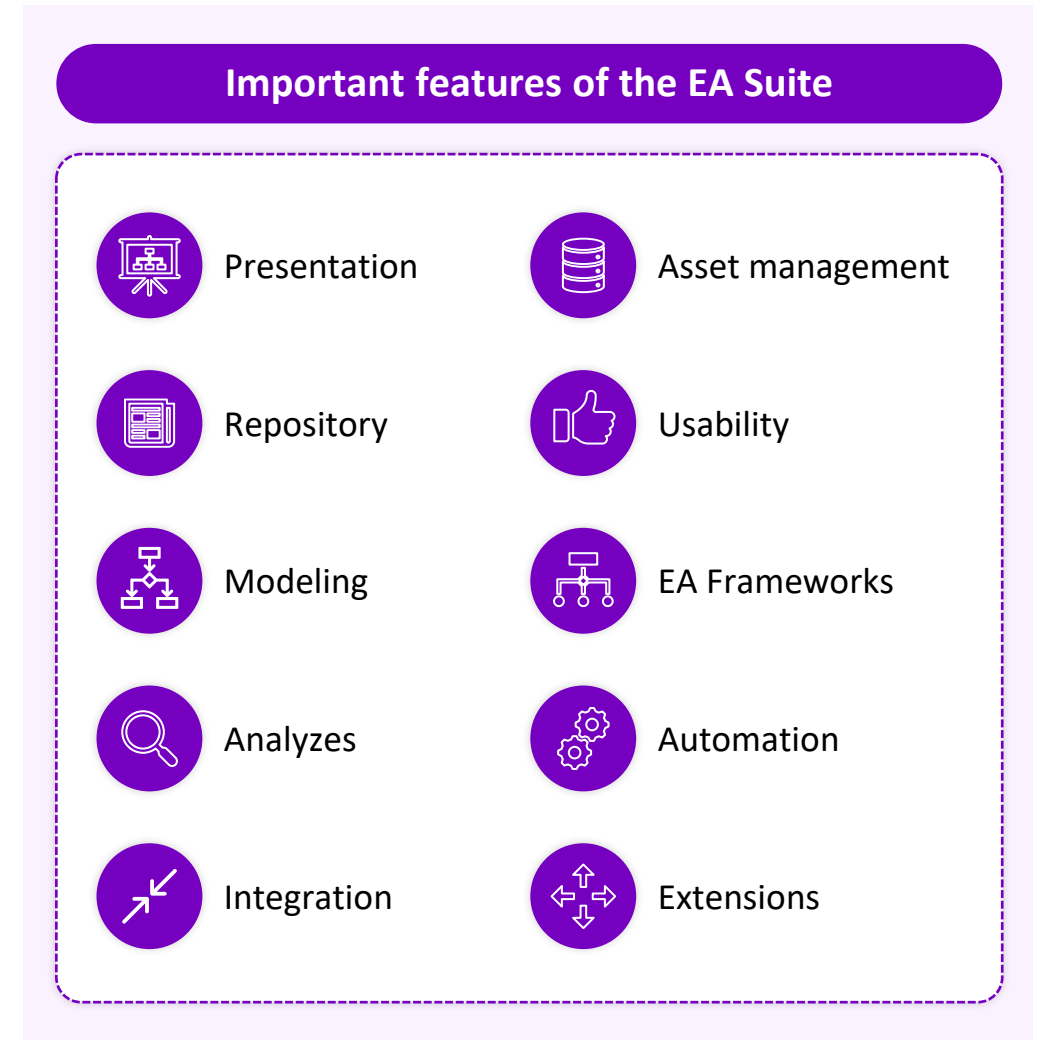 Important features of the EA Suite
Presentation
Asset management
Repository
Usability
Modeling
EA Frameworks
Analyzes
Automation
Integration
Extensions